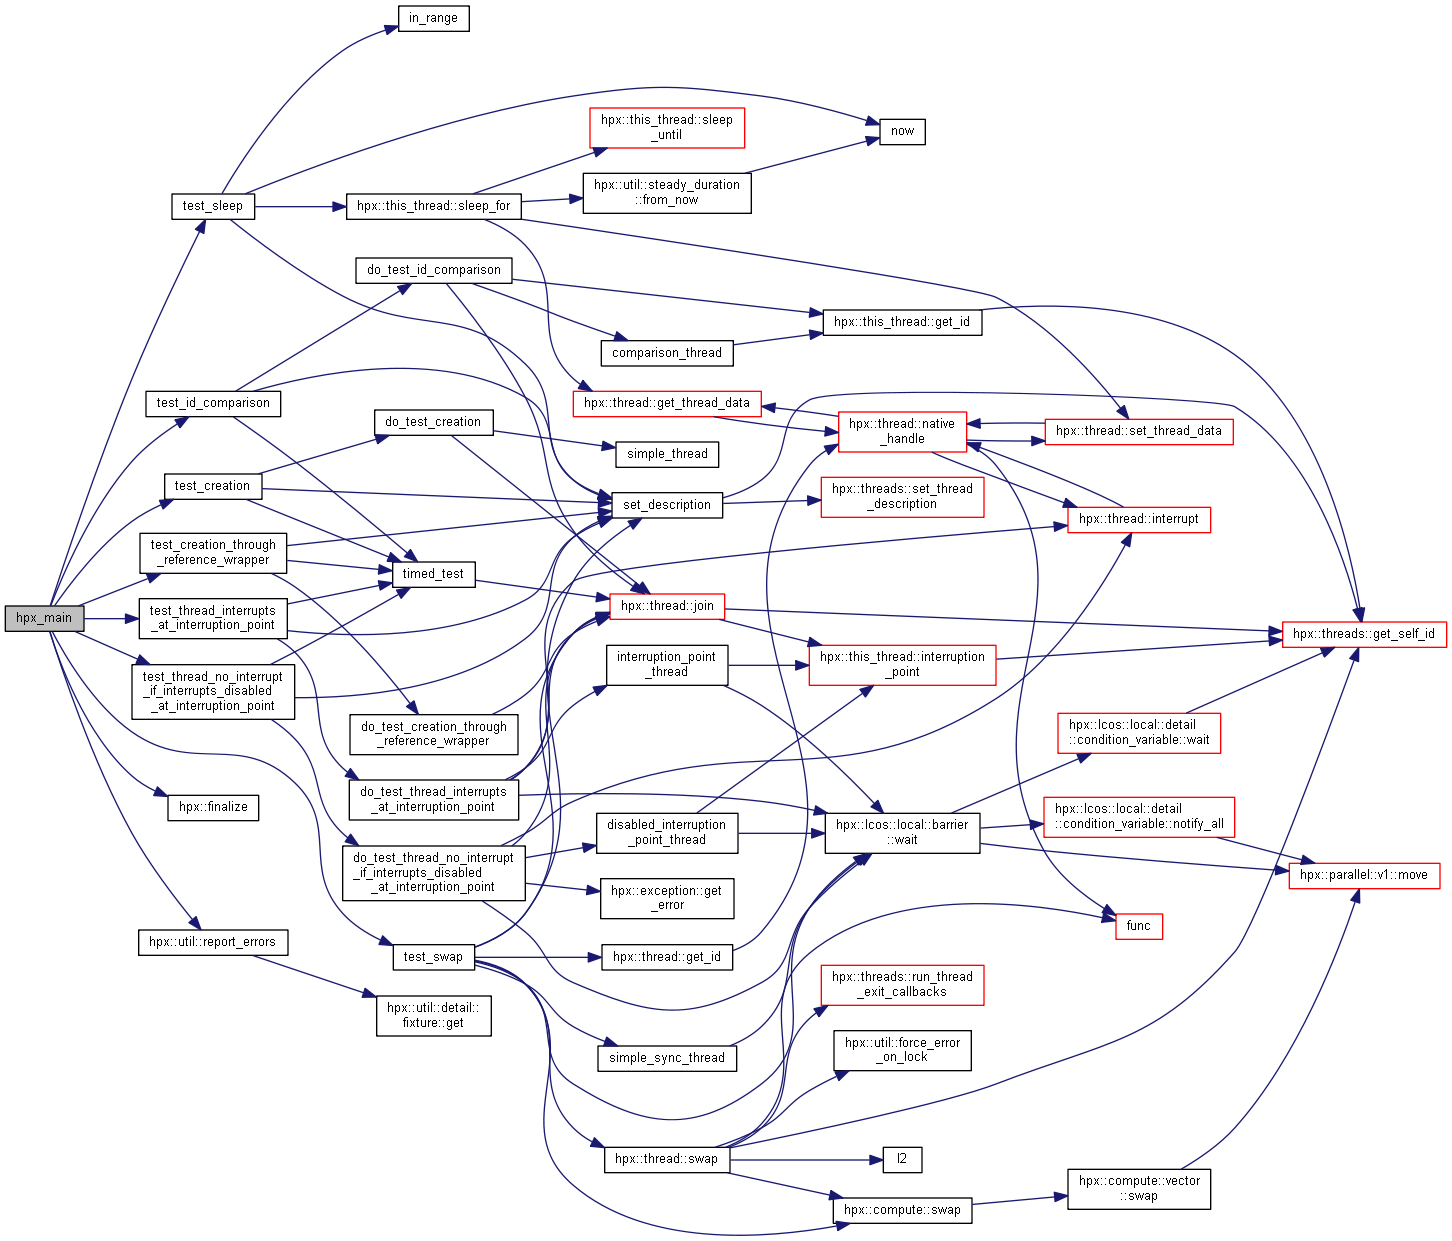 in_range
hpx::this_thread::sleep
_until
now
test_sleep
hpx::this_thread::sleep_for
hpx::util::steady_duration
::from_now
do_test_id_comparison
hpx::this_thread::get_id
comparison_thread
test_id_comparison
hpx::thread::get_thread_data
do_test_creation
hpx::thread::native
_handle
hpx::thread::set_thread_data
simple_thread
test_creation
set_description
hpx::threads::set_thread
_description
hpx::thread::interrupt
test_creation_through
_reference_wrapper
timed_test
hpx_main
test_thread_interrupts
_at_interruption_point
hpx::thread::join
hpx::threads::get_self_id
test_thread_no_interrupt
_if_interrupts_disabled
_at_interruption_point
interruption_point
_thread
hpx::this_thread::interruption
_point
do_test_creation_through
_reference_wrapper
hpx::lcos::local::detail
::condition_variable::wait
hpx::finalize
do_test_thread_interrupts
_at_interruption_point
disabled_interruption
_point_thread
hpx::lcos::local::barrier
::wait
hpx::lcos::local::detail
::condition_variable::notify_all
do_test_thread_no_interrupt
_if_interrupts_disabled
_at_interruption_point
hpx::exception::get
_error
hpx::parallel::v1::move
func
hpx::util::report_errors
test_swap
hpx::thread::get_id
hpx::threads::run_thread
_exit_callbacks
hpx::util::detail::
fixture::get
simple_sync_thread
hpx::util::force_error
_on_lock
hpx::thread::swap
l2
hpx::compute::swap
hpx::compute::vector
::swap